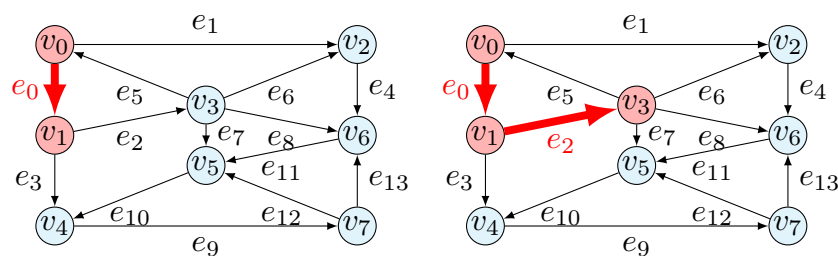 e₁ e₁
v₀ v₂ v₀ v₂
e₀ e₅ e₆ e₄ e₀ e₅ e₆ e₄
v₃ v₃
v₁ e₂ e₇ e₈ v₆ v₁ e₂ e₇ e₈ v₆
e₃ v₅ e₁₁ e₁₃ e₃ v₅ e₁₁ e₁₃
v₄ e₁₀ e₁₂ v₇ v₄ e₁₀ e₁₂ v₇
e₉ e₉